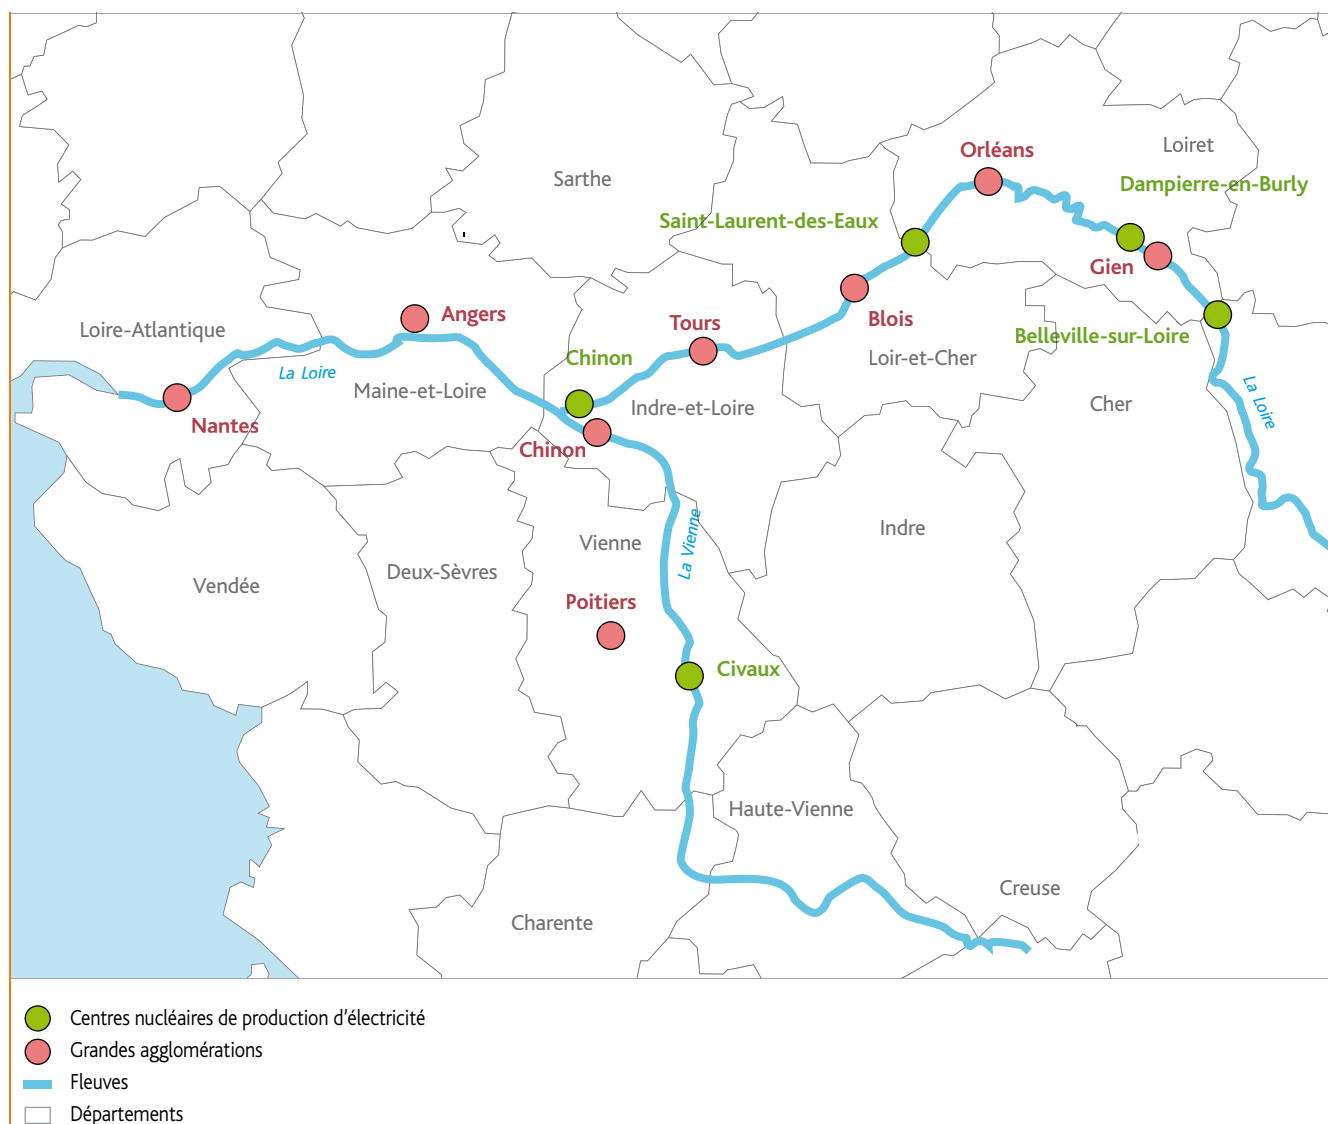 Orléans
Loiret
Sarthe
Dampierre-en-Burly
Saint-Laurent-des-Eaux
Gien
Angers
Blois
Tours
Loire-Atlantique
Belleville-sur-Loire
Chinon
Loir-et-Cher
La Loire
Maine-et-Loire
La Loire
Indre-et-Loire
Cher
Nantes
Chinon
Indre
Vienne
La Vienne
Deux-Sèvres
Vendée
Poitiers
Civaux
Haute-Vienne
Creuse
Charente
Centres nucléaires de production d'électricité
Grandes agglomérations
Fleuves
Départements